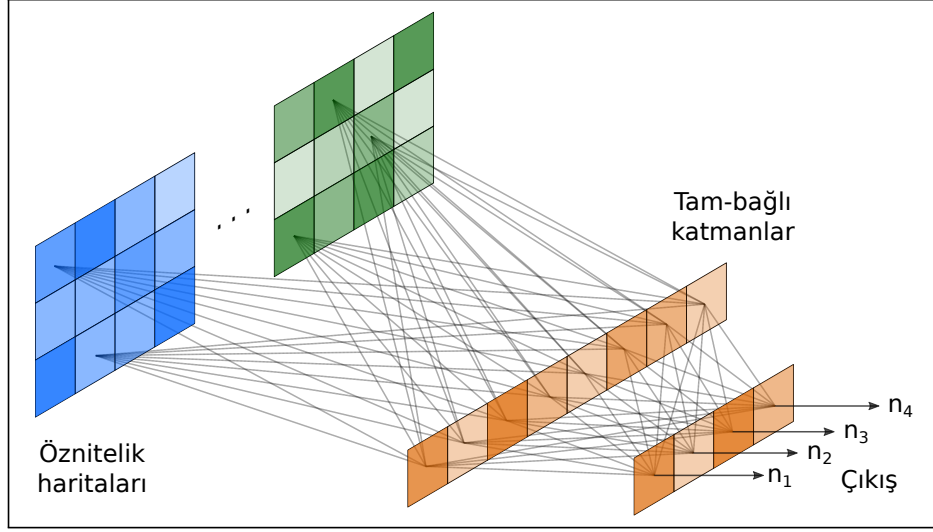 Tam-bağlı
katmanlar
Öznitelik
haritaları
n4
n3
n2
n1
Çıkış